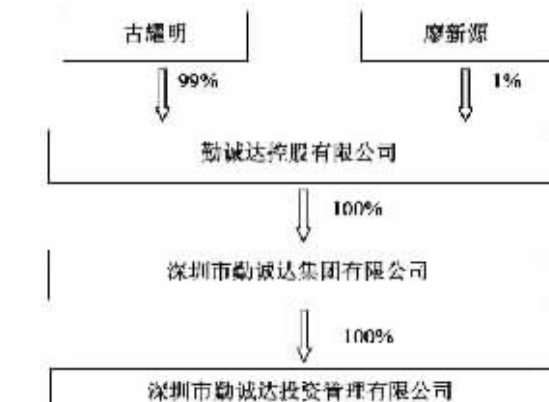 古耀明 廖新源
99% 1%
勤诚达控股有限公司
100%
深圳市勤诚达集团有限公司
100%
深圳市勤诚达投资管理有限公司